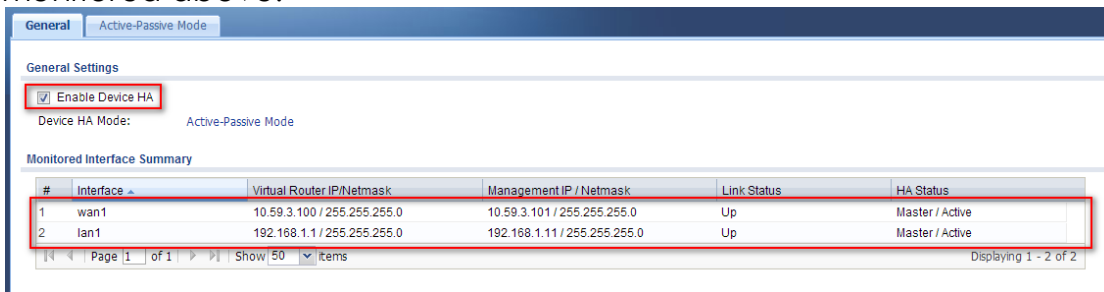 monitored above.
General Active-Passive Mode
General Settings
Enable Device HA
Device HA Mode: Active-Passive Mode
Monitored Interface Summary
# Interface Virtual Router IP/Netmask Management IP / Netmask Link Status HA Status
1 wan1 10.59.3.100 / 255.255.255.0 10.59.3.101 / 255.255.255.0 Up Master / Active
2 lan1 192.168.1.1 / 255.255.255.0 192.168.1.11 / 255.255.255.0 Up Master / Active
Page 1 of 1 Show 50 items Displaying 1 - 2 of 2